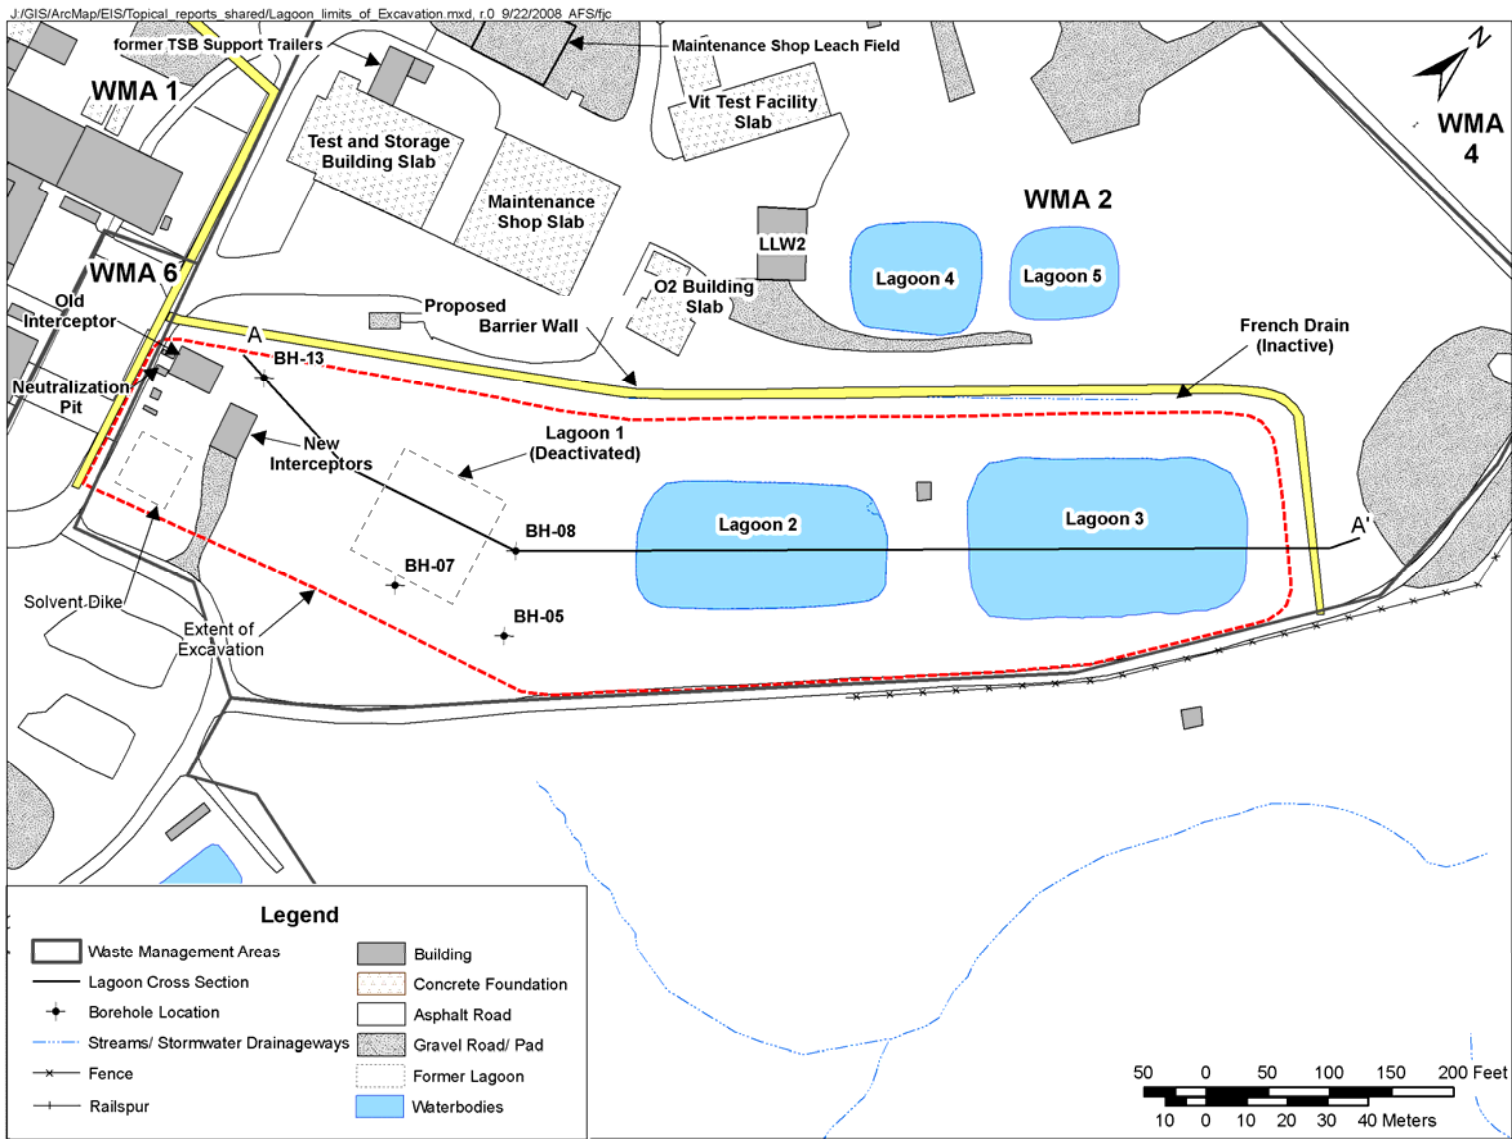 J:/GIS/ArcMap/EIS/Topical_reports_shared/Lagoon_limits_of_Excavation.mxd, r.0 9/22/2008 AFS/fjc
former TSB Support Trailers
Maintenance Shop Leach Field
N
WMA 1
Vit Test Facility
Slab
WMA
4
Test and Storage
Building Slab
Maintenance
Shop Slab
WMA 2
LLW2
WMA 6
Lagoon 4
Lagoon 5
Old
Interceptor
O2 Building
Slab
Proposed
Barrier Wall
A
French Drain
(Inactive)
BH-13
Neutralization
Pit
New
Interceptors
Lagoon 1
(Deactivated)
Lagoon 2
Lagoon 3
A'
BH-08
BH-07
BH-05
Solvent Dike
Extent of
Excavation
Legend
Waste Management Areas
Lagoon Cross Section
Borehole Location
Streams/ Stormwater Drainageways
Fence
Railspur
Building
Concrete Foundation
Asphalt Road
Gravel Road/ Pad
Former Lagoon
Waterbodies
50 0 50 100 150 200 Feet
10 0 10 20 30 40 Meters